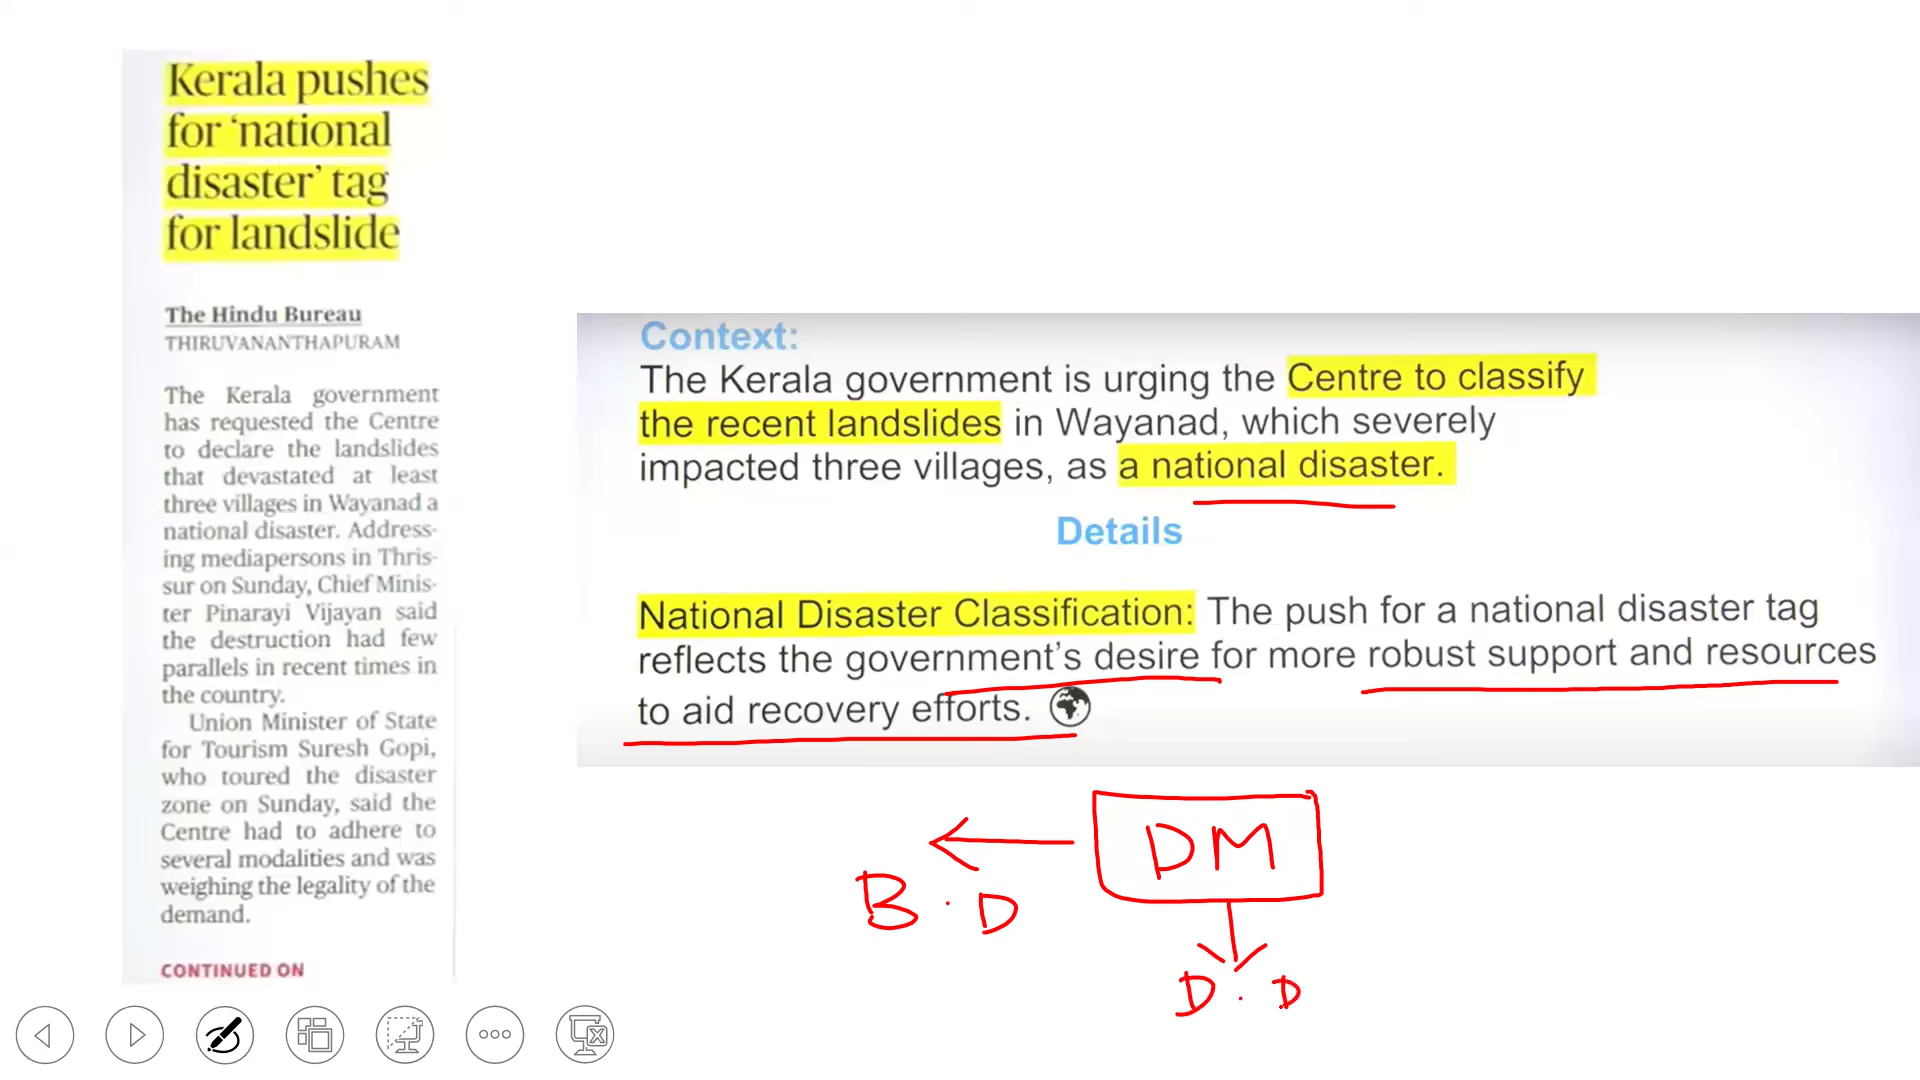 Kerala pushes
for ‘national
disaster’ tag
for landslide
The Hindu Bureau
THIRUVANANTHAPURAM
The Kerala government
has requested the Centre
to declare the landslides
that devastated at least
three villages in Wayanad a
national disaster. Address-
ing mediapersons in Thris-
sur on Sunday, Chief Minis-
ter Pinarayi Vijayan said
the destruction had few
parallels in recent times in
the country.
Union Minister of State
for Tourism Suresh Gopi,
who toured the disaster
zone on Sunday, said the
Centre had to adhere to
several modalities and was
weighing the legality of the
demand.
CONTINUED ON
Context:
The Kerala government is urging the Centre to classify
the recent landslides in Wayanad, which severely
impacted three villages, as a national disaster.
Details
National Disaster Classification: The push for a national disaster tag
reflects the government’s desire for more robust support and resources
to aid recovery efforts.
DM
B . D
D . D